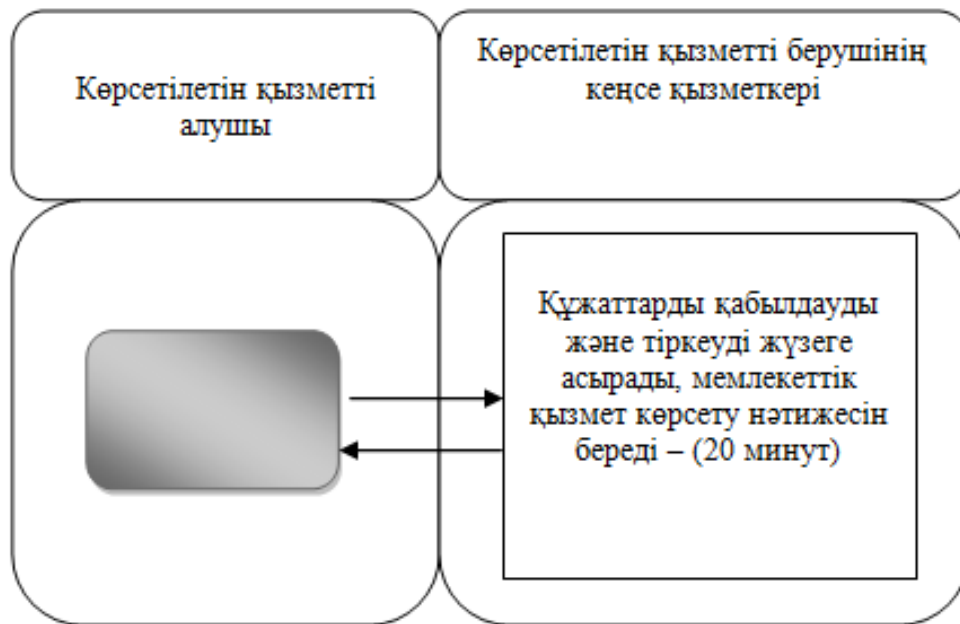 Көрсетілетін қызметті
алушы
Көрсетілетін қызметті берушінің
кеңсе қызметкері
Құжаттарды қабылдауды
және тіркеуді жүзеге
асырады, мемлекеттік
қызмет көрсету нәтижесін
береді – (20 минут)